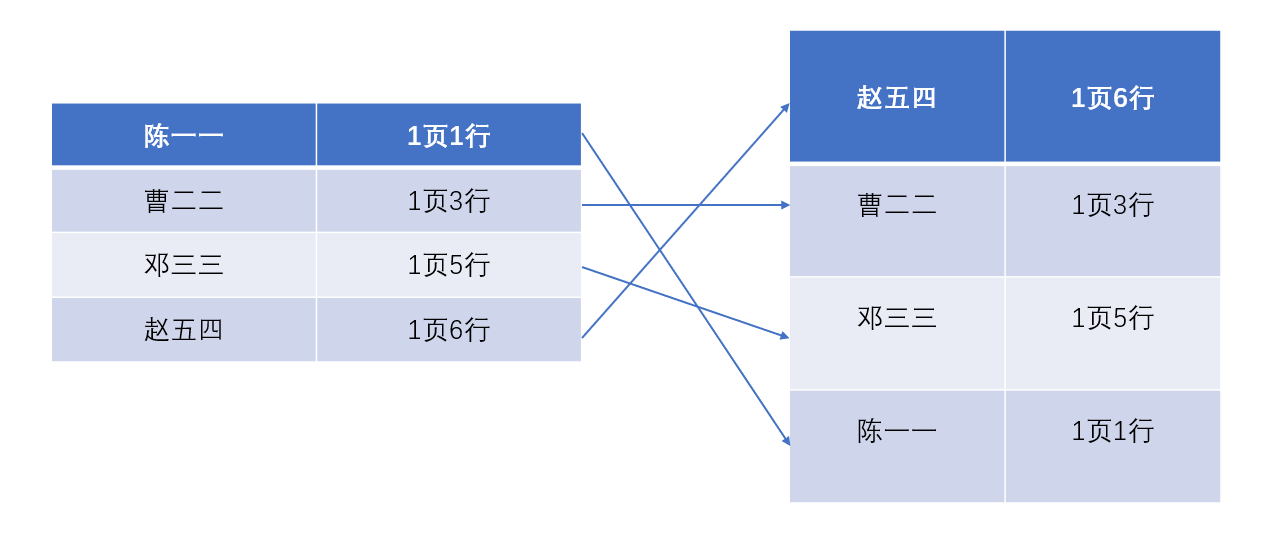 陈一一 1页1行
曹二二 1页3行
邓三三 1页5行
赵五四 1页6行
赵五四 1页6行
曹二二 1页3行
邓三三 1页5行
陈一一 1页1行